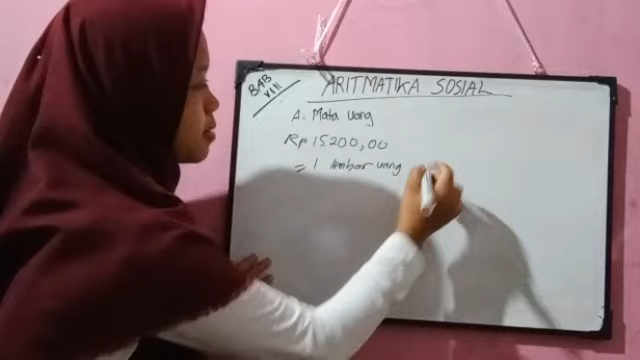 BAB
VIII
ARITMATIKA SOSIAL
A. Mata Uang
Rp 15200,00
= 1 lembar uang